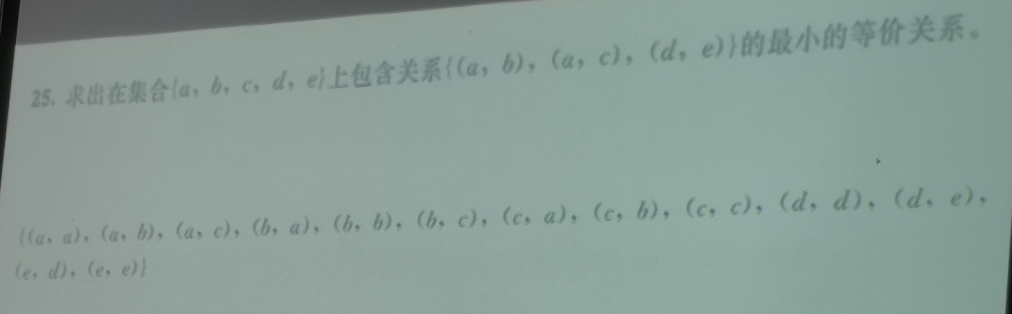 25. 求出在集合{a, b, c, d, e}上包含关系{(a, b), (a, c), (d, e)}的最小的等价关系。
{(a, a), (a, b), (a, c), (b, a), (b, b), (b, c), (c, a), (c, b), (c, c), (d, d), (d, e),
(e, d), (e, e)}